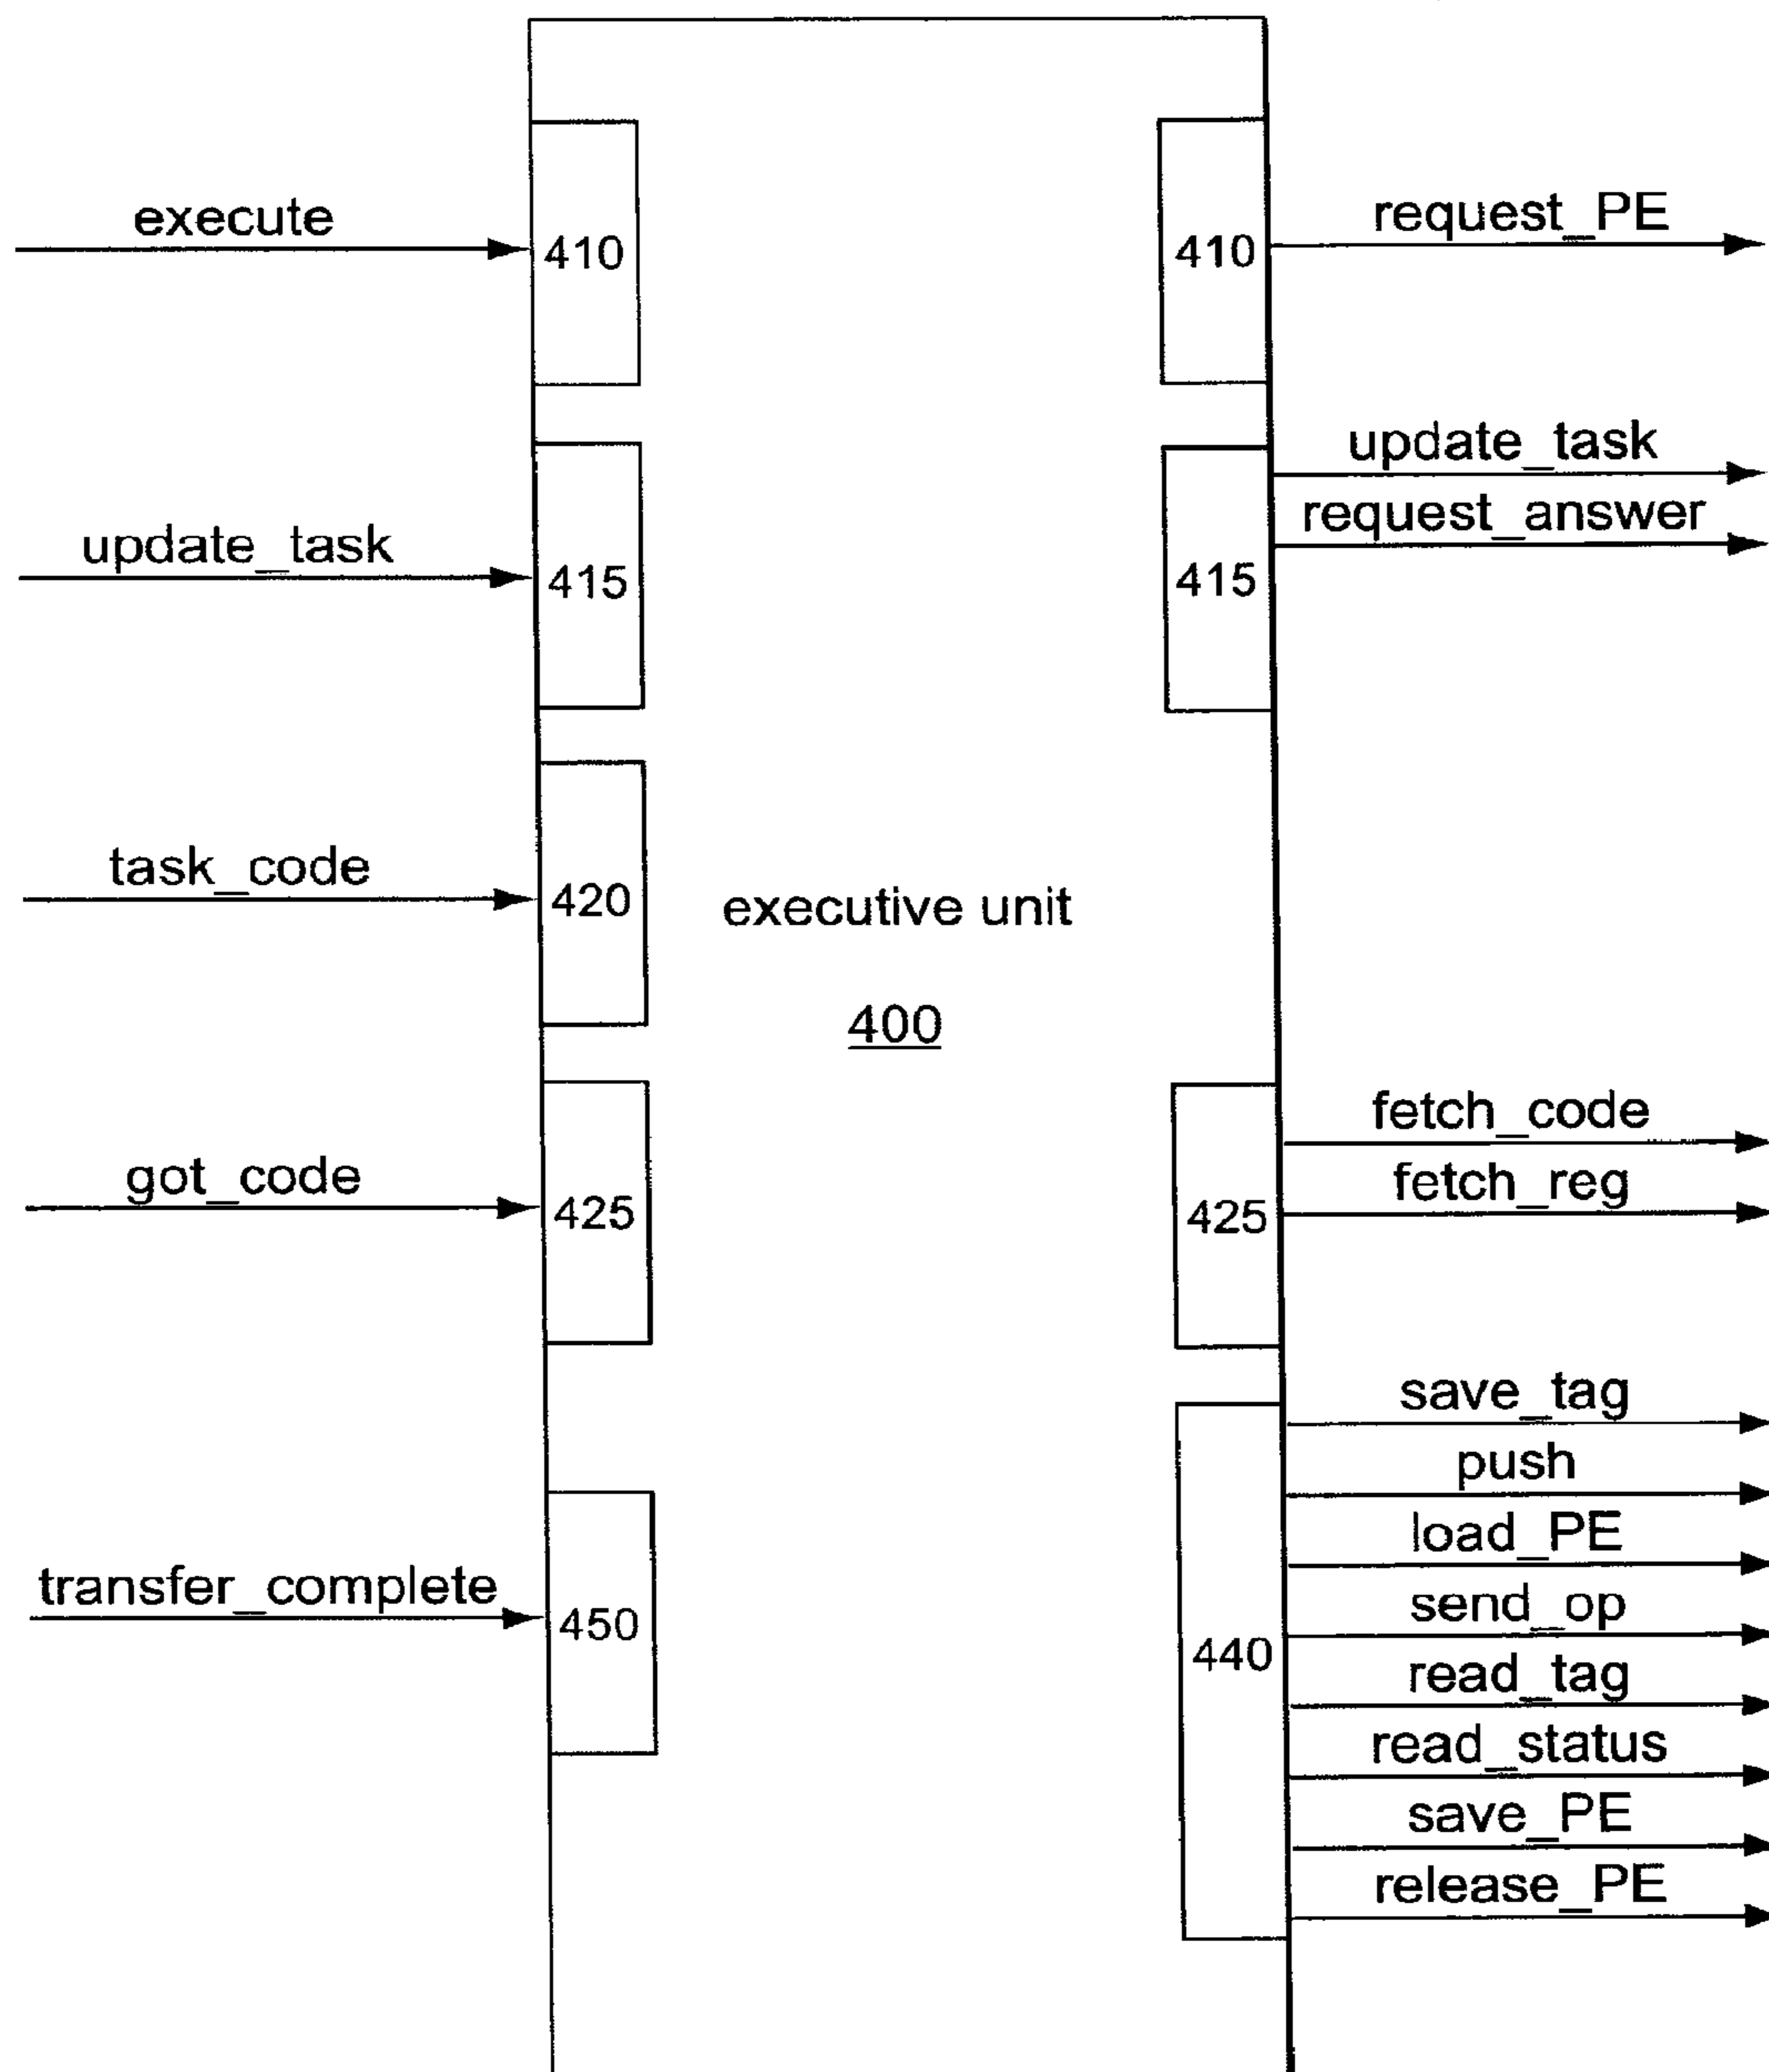 execute
410
410
request_PE
update_task
request_answer
update_task
415
415
task_code
420
executive unit
400
fetch_code
fetch_reg
got_code
425
425
save_tag
push
load_PE
transfer_complete
450
send_op
440
read_tag
read_status
save_PE
release_PE